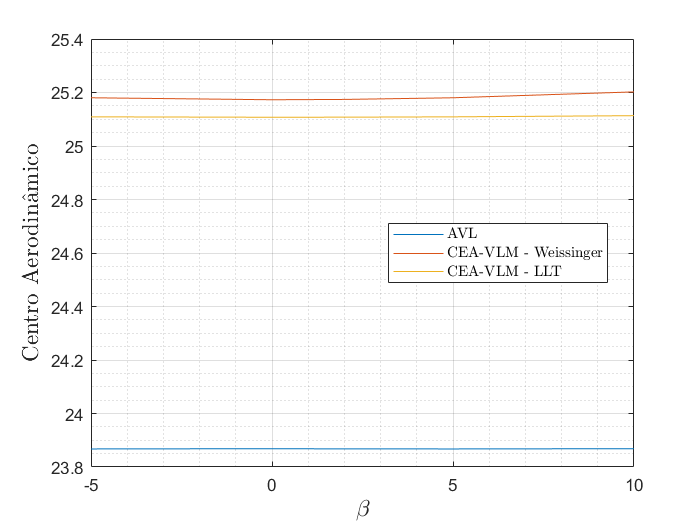 25.4
25.2
25
24.8
24.6
24.4
24.2
24
23.8
Centro Aerodinâmico
AVL
CEA-VLM - Weissinger
CEA-VLM - LLT
-5
0
5
10
β